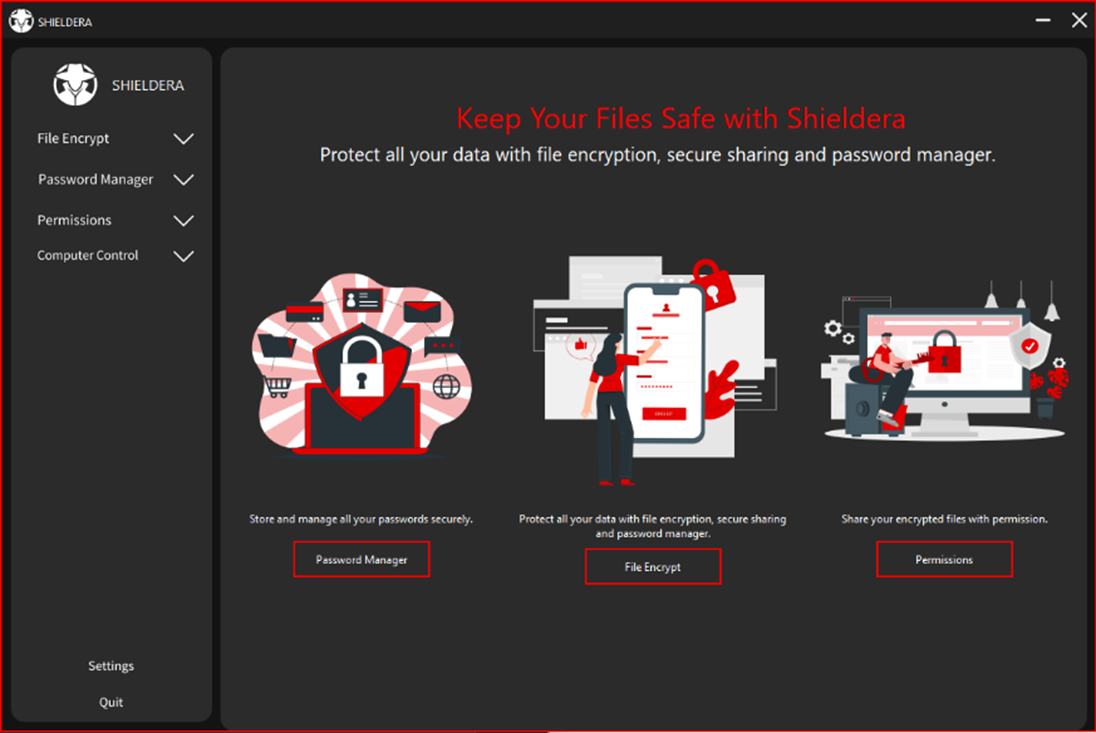 SHIELDERA
SHIELDERA
File Encrypt
Password Manager
Permissions
Computer Control
Settings
Quit
Keep Your Files Safe with Shieldera
Protect all your data with file encryption, secure sharing and password manager.
Store and manage all your passwords securely.
Password Manager
Protect all your data with file encryption, secure sharing
and password manager.
File Encrypt
Share your encrypted files with permission.
Permissions